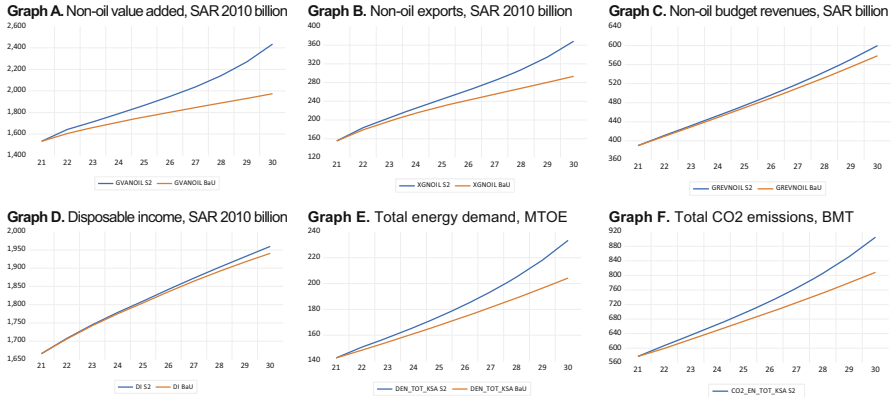 Graph A. Non-oil value added, SAR 2010 billion
2,600
2,400
2,200
2,000
1,800
1,600
1,400
21 22 23 24 25 26 27 28 29 30
GVANOIL S2 GVANOIL BaU
Graph B. Non-oil exports, SAR 2010 billion
360
320
280
240
200
160
120
21 22 23 24 25 26 27 28 29 30
XGNOIL S2 XGNOIL BaU
Graph C. Non-oil budget revenues, SAR billion
640
600
560
520
480
440
400
360
21 22 23 24 25 26 27 28 29 30
GREVNOIL S2 GREVNOIL BaU
Graph D. Disposable income, SAR 2010 billion
2,000
1,950
1,900
1,850
1,800
1,750
1,700
1,650
21 22 23 24 25 26 27 28 29 30
DI S2 DI BaU
Graph E. Total energy demand, MTOE
240
220
200
180
160
140
21 22 23 24 25 26 27 28 29 30
DEN_TOT_KSA S2 DEN_TOT_KSA BaU
Graph F. Total CO2 emissions, BMT
920
880
840
800
760
720
680
640
600
560
21 22 23 24 25 26 27 28 29 30
CO2_EN_TOT_KSA S2